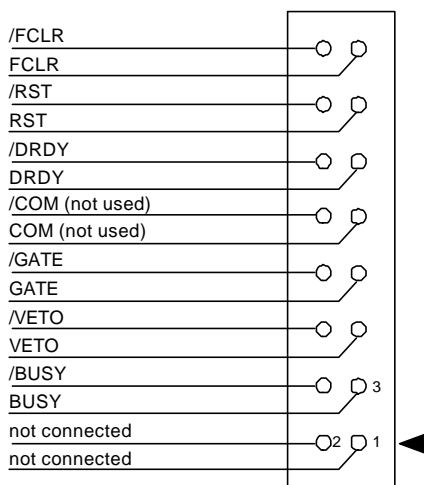 /FCLR
FCLR
/RST
RST
/DRDY
DRDY
/COM (not used)
COM (not used)
/GATE
GATE
/VETO
VETO
/BUSY
3
BUSY
not connected
2 1
not connected